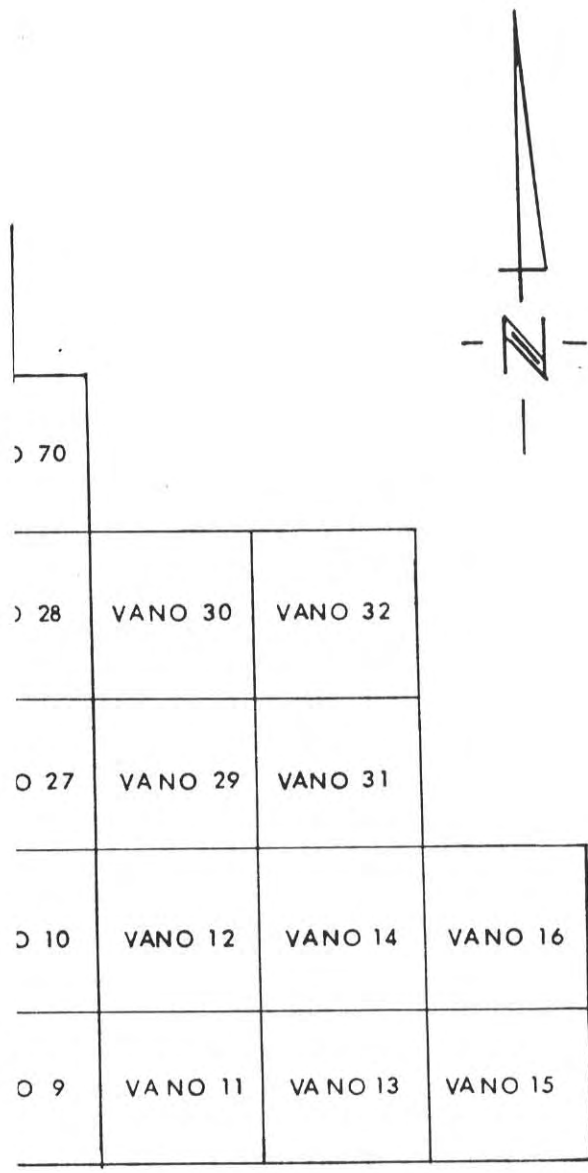 - N -
O 70
O 28 VANO 30 VANO 32
O 27 VANO 29 VANO 31
O 10 VANO 12 VANO 14 VANO 16
O 9 VANO 11 VANO 13 VANO 15